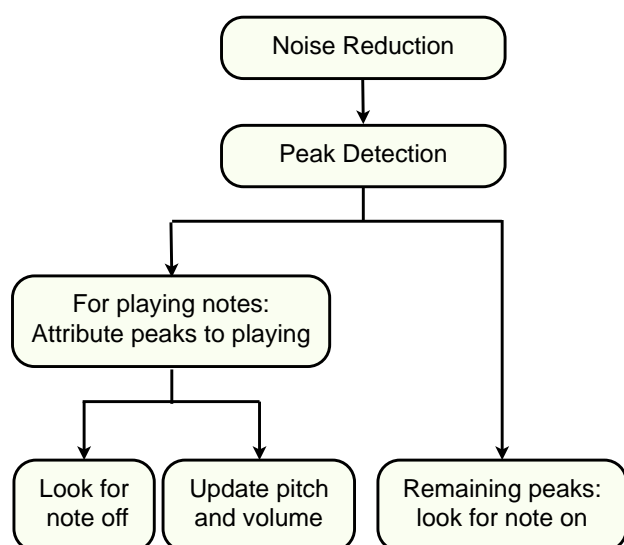 Noise Reduction
Peak Detection
For playing notes:
Attribute peaks to playing
Look for
note off
Update pitch
and volume
Remaining peaks:
look for note on